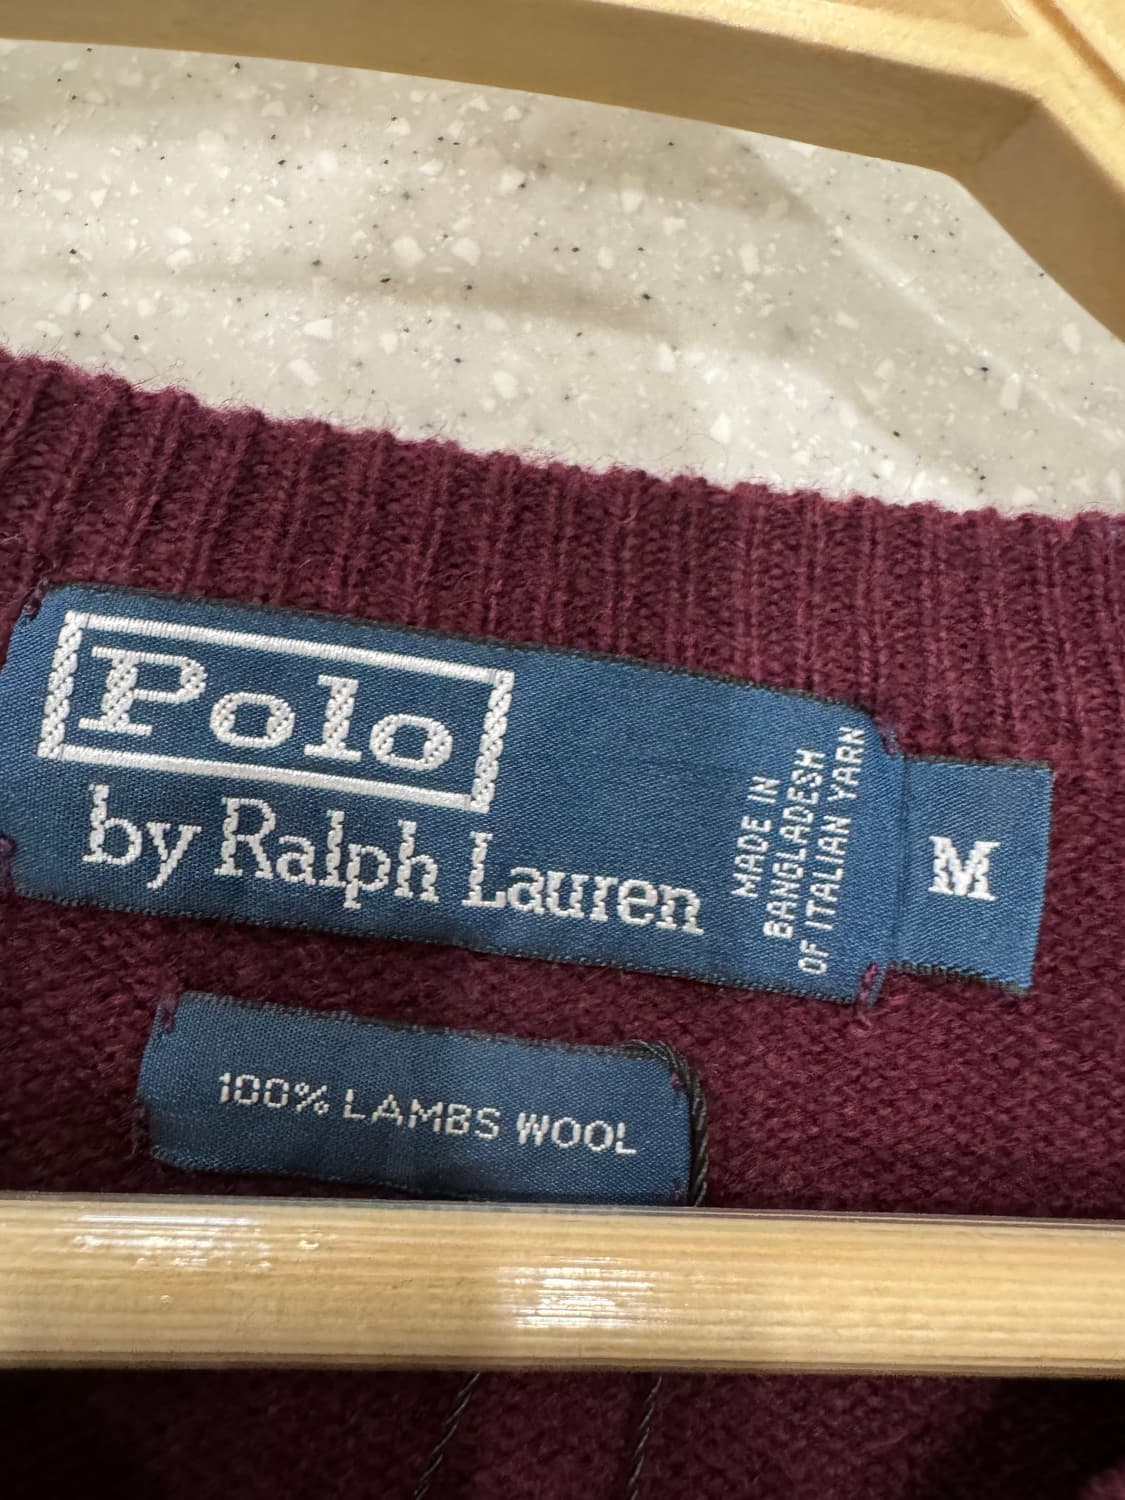 Polo
by Ralph Lauren
MADE IN
BANGLADESH
OF ITALIAN YARN
M
100% LAMBS WOOL